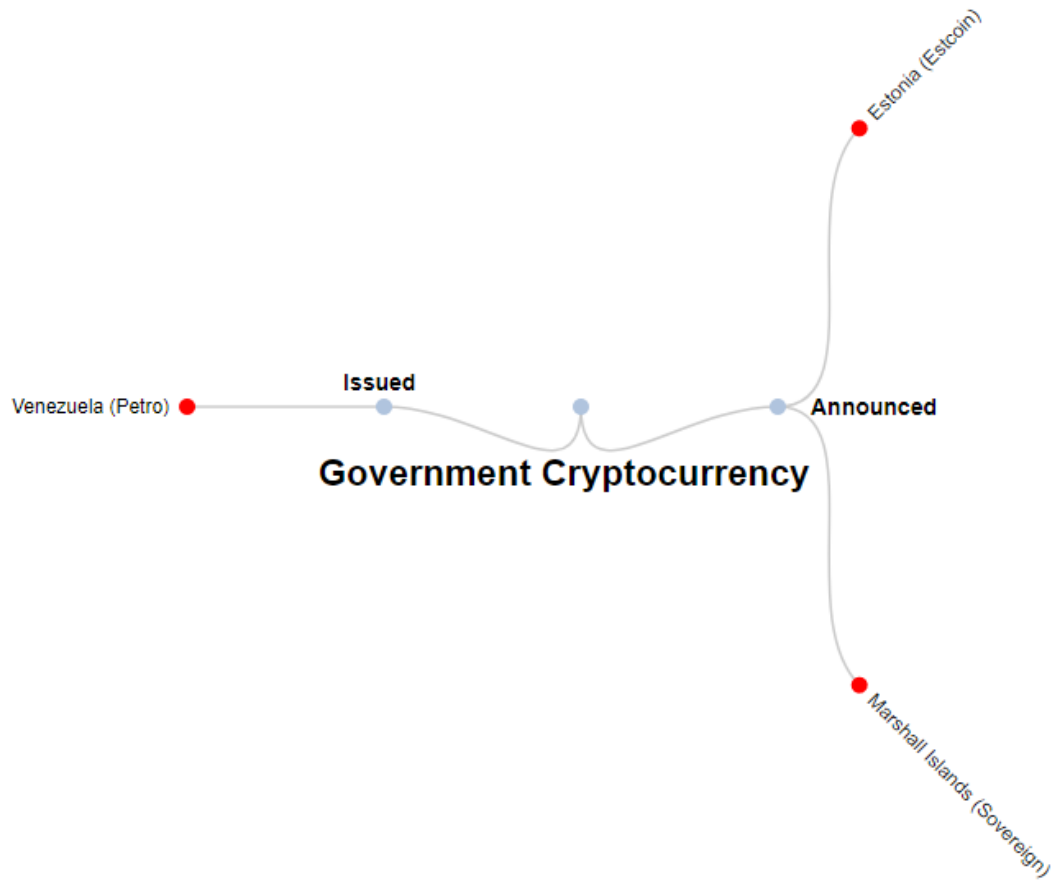 Estonia (Estcoin)
Issued
Venezuela (Petro)
Announced
Government Cryptocurrency
Marshall Islands (Sovereign)